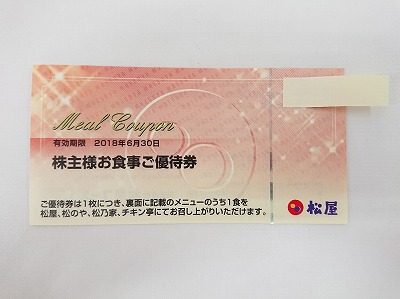 Meal Coupon
有効期限 2018年6月30日
株主様お食事ご優待券
ご優待券は1枚につき、裏面に記載のメニューのうち1食を
松屋、松のや、松乃家、チキン亭にてお召し上がりいただけます。
松屋